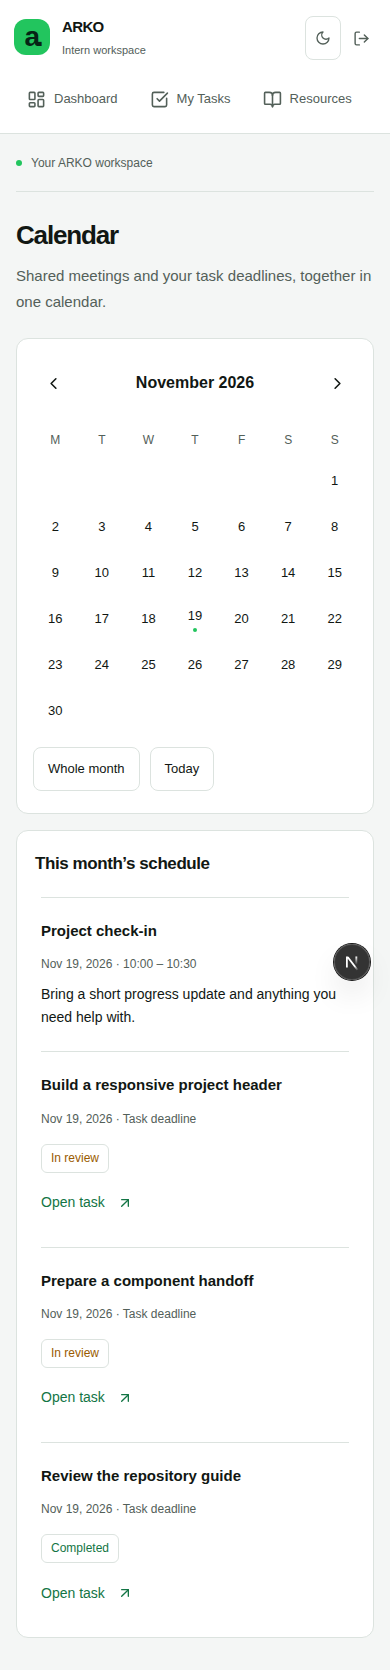 a
ARKO
Intern workspace
Dashboard My Tasks Resources
Your ARKO workspace
Calendar
Shared meetings and your task deadlines, together in
one calendar.
November 2026
M T W T F S S
1
2 3 4 5 6 7 8
9 10 11 12 13 14 15
16 17 18 19 20 21 22
23 24 25 26 27 28 29
30
Whole month Today
This month’s schedule
Project check-in
Nov 19, 2026 · 10:00 – 10:30
N
Bring a short progress update and anything you
need help with.
Build a responsive project header
Nov 19, 2026 · Task deadline
In review
Open task
Prepare a component handoff
Nov 19, 2026 · Task deadline
In review
Open task
Review the repository guide
Nov 19, 2026 · Task deadline
Completed
Open task